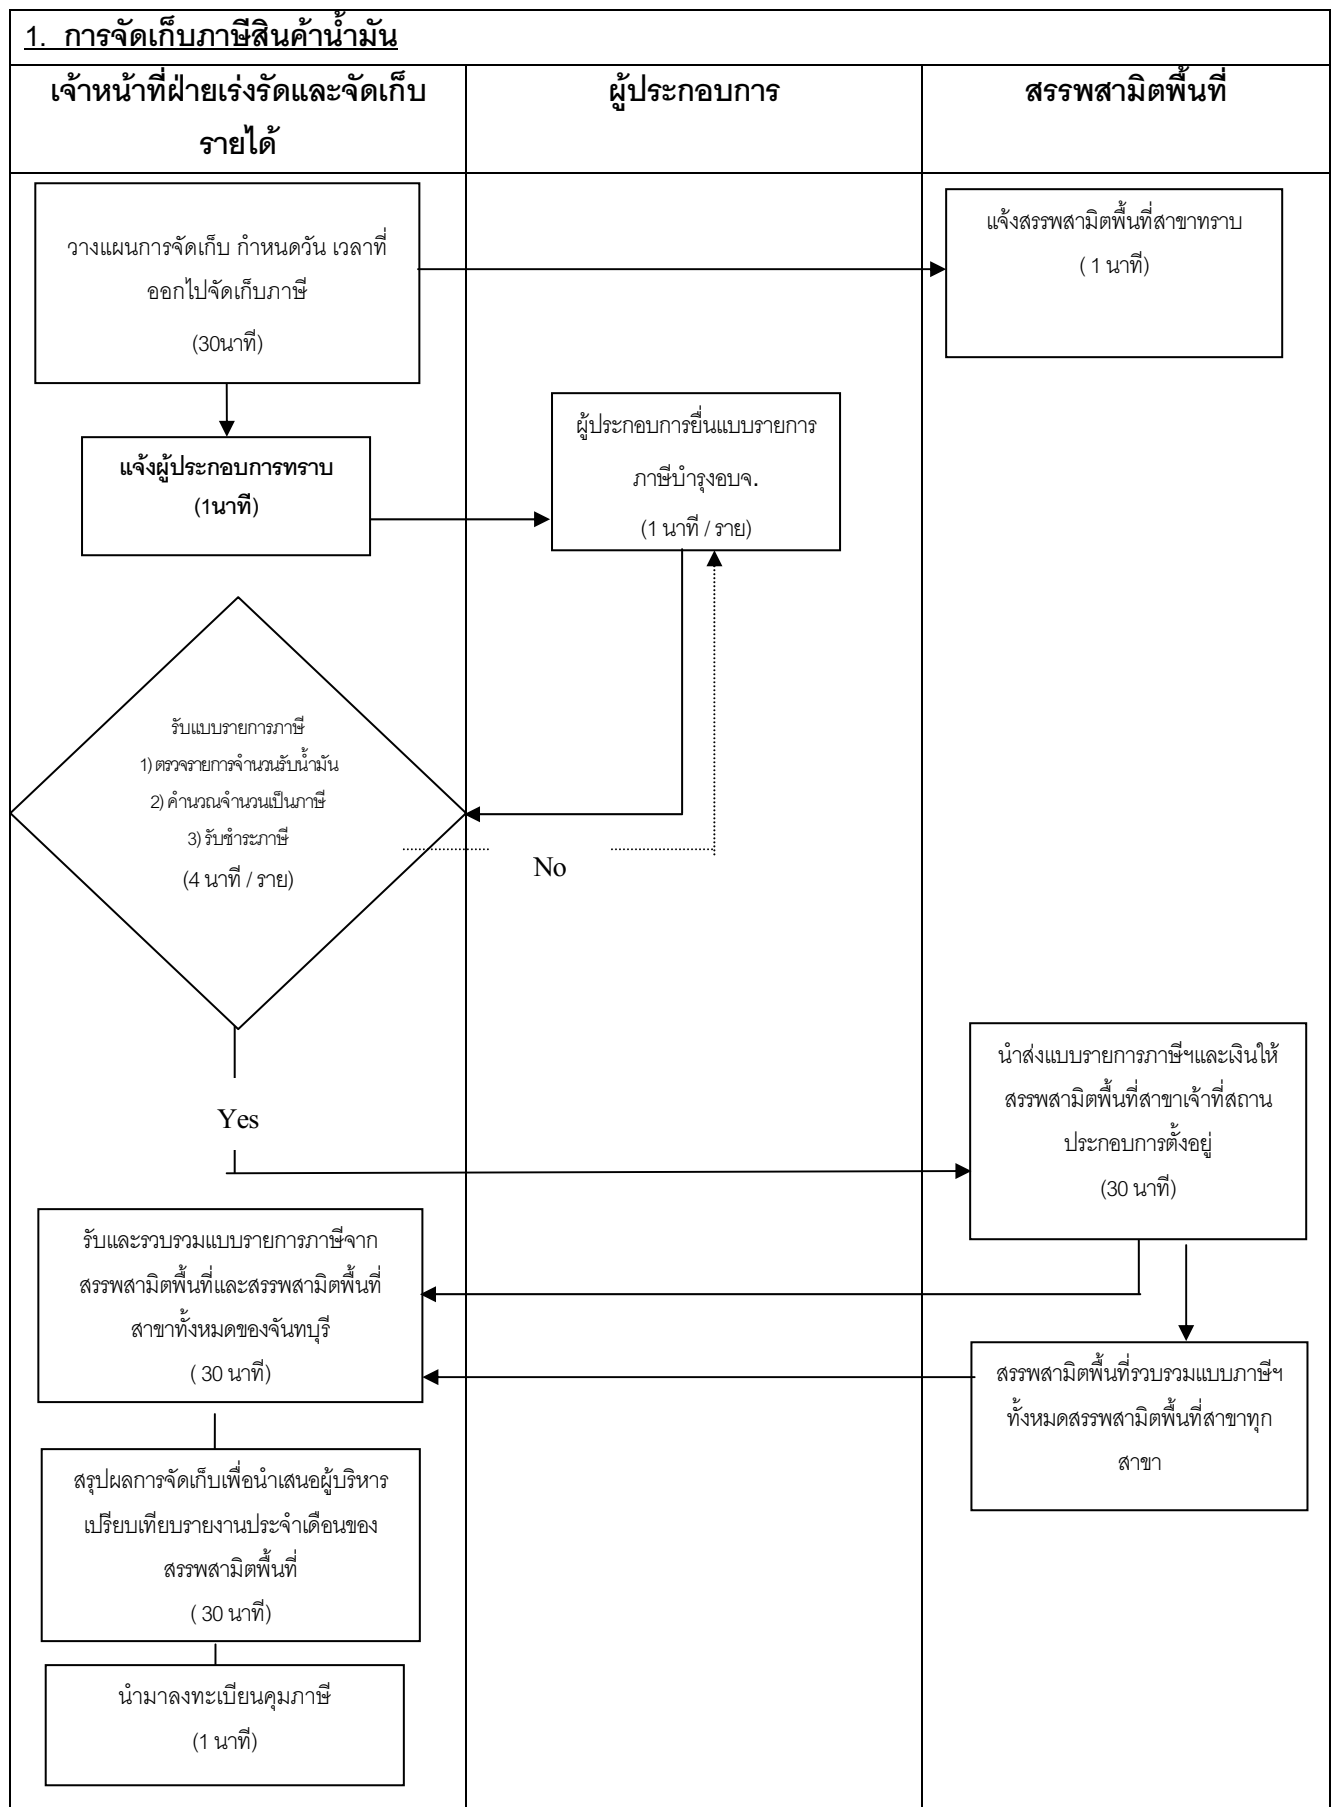 1. การจัดเก็บภาษีสินค้าน้ำมัน
เจ้าหน้าที่ฝ่ายเร่งรัดและจัดเก็บ
รายได้
ผู้ประกอบการ
สรรพสามิตพื้นที่
วางแผนการจัดเก็บ กำหนดวัน เวลาที่
ออกไปจัดเก็บภาษี
(30นาที)
แจ้งสรรพสามิตพื้นที่สาขาทราบ
( 1 นาที)
แจ้งผู้ประกอบการทราบ
(1นาที)
ผู้ประกอบการยื่นแบบรายการ
ภาษีบำรุงอบจ.
(1 นาที / ราย)
รับแบบรายการภาษี
1) ตรวจรายการจำนวนรับน้ำมัน
2) คำนวณจำนวนเป็นภาษี
3) รับชำระภาษี
(4 นาที / ราย)
No
Yes
นำส่งแบบรายการภาษีฯและเงินให้
สรรพสามิตพื้นที่สาขาเจ้าที่สถาน
ประกอบการตั้งอยู่
(30 นาที)
รับและรวบรวมแบบรายการภาษีจาก
สรรพสามิตพื้นที่และสรรพสามิตพื้นที่
สาขาทั้งหมดของจันทบุรี
( 30 นาที)
สรรพสามิตพื้นที่รวบรวมแบบภาษีฯ
ทั้งหมดสรรพสามิตพื้นที่สาขาทุก
สาขา
สรุปผลการจัดเก็บเพื่อนำเสนอผู้บริหาร
เปรียบเทียบรายงานประจำเดือนของ
สรรพสามิตพื้นที่
( 30 นาที)
นำมาลงทะเบียนคุมภาษี
(1 นาที)